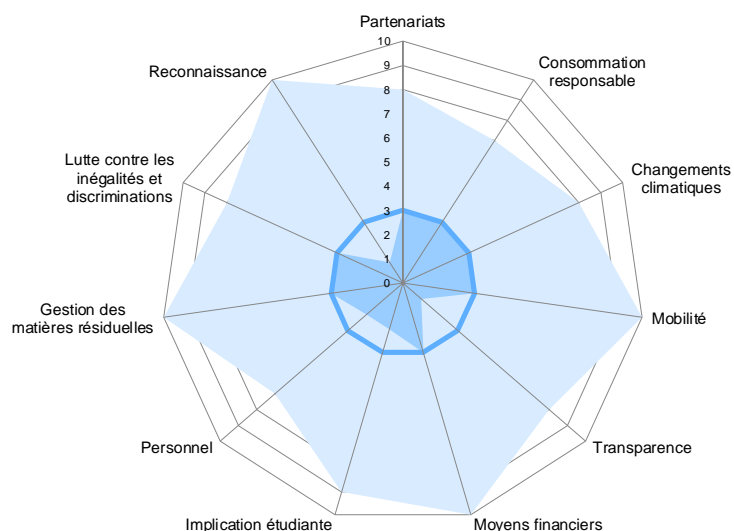 Partenariats
Consommation
responsable
Changements
climatiques
Mobilité
Transparence
Moyens financiers
Implication étudiante
Personnel
Gestion des
matières résiduelles
Lutte contre les
inégalités et
discriminations
Reconnaissance
10
9
8
7
6
5
4
3
2
1
0